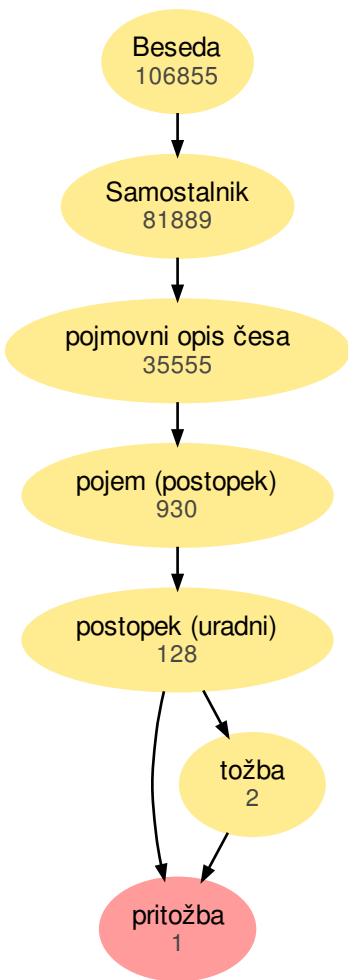 Beseda
106855
Samostalnik
81889
pojmovni opis česa
35555
pojem (postopek)
930
postopek (uradni)
128
tožba
2
pritožba
1